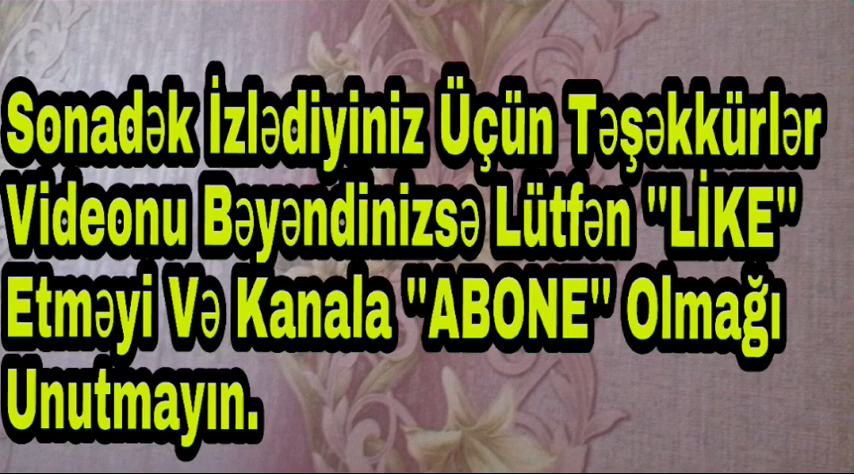 Sonadək İzlədiyiniz Üçün Təşəkkürlər
Videonu Bəyəndinizsə Lütfən "LİKE"
Etməyi Və Kanala "ABONE" Olmağı
Unutmayın.